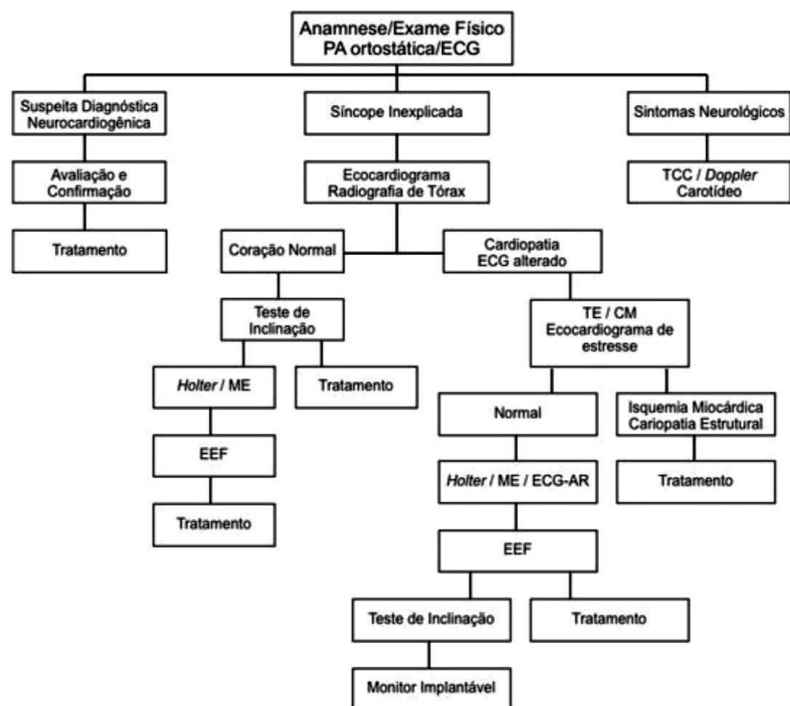 Anamnese/Exame Físico
PA ortostática/ECG
Suspeita Diagnóstica
Neurocardiogênica
Síncope Inexplicada
Sintomas Neurológicos
Avaliação e
Confirmação
Ecocardiograma
Radiografia de Tórax
TCC / Doppler
Carotídeo
Tratamento
Coração Normal
Cardiopatia
ECG alterado
Teste de
Inclinação
TE / CM
Ecocardiograma de
estresse
Holter / ME
Tratamento
Normal
Isquemia Miocárdica
Cariopatia Estrutural
EEF
Holter / ME / ECG-AR
Tratamento
Tratamento
EEF
Teste de Inclinação
Tratamento
Monitor Implantável